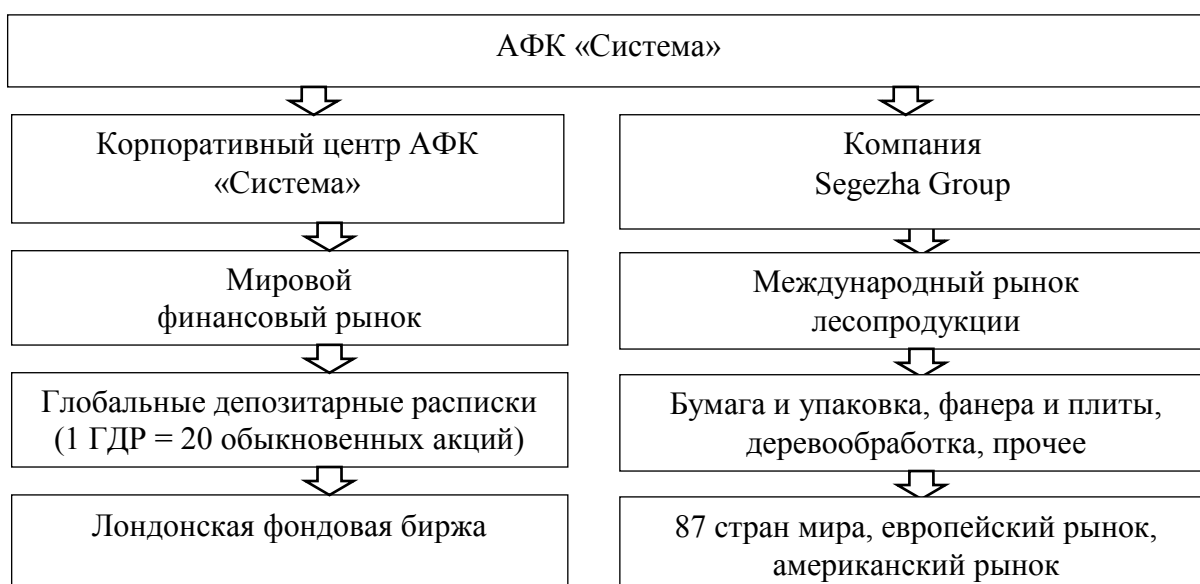 АФК «Система»
Корпоративный центр АФК
«Система»
Мировой
финансовый рынок
Глобальные депозитарные расписки
(1 ГДР = 20 обыкновенных акций)
Лондонская фондовая биржа
Компания
Segezha Group
Международный рынок
лесопродукции
Бумага и упаковка, фанера и плиты,
деревообработка, прочее
87 стран мира, европейский рынок,
американский рынок